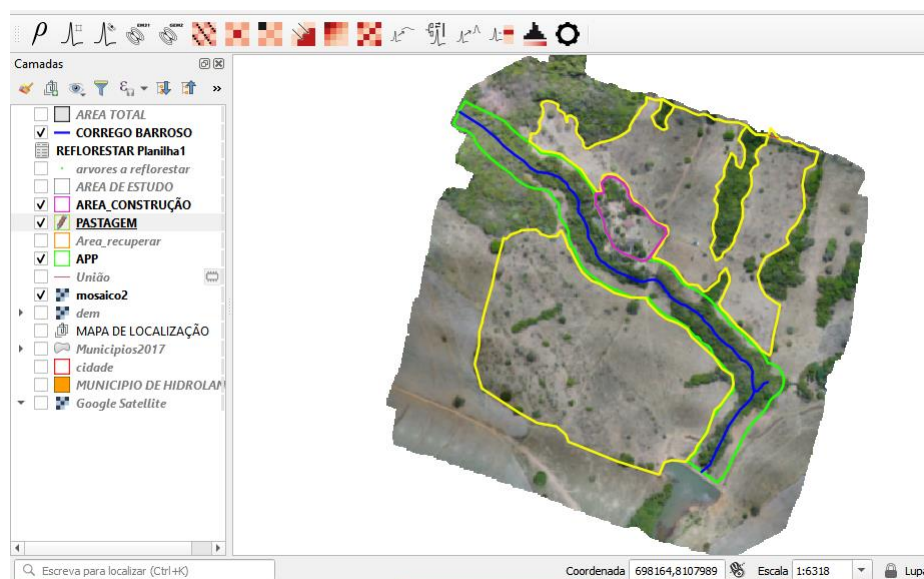 Camadas
AREA TOTAL
CORREGO BARROSO
REFLORESTAR Planilha1
arvores a reflorestar
AREA DE ESTUDO
AREA_CONSTRUÇÃO
PASTAGEM
Area_recuperar
APP
União
mosaico2
dem
MAPA DE LOCALIZAÇÃO
Municipios2017
cidade
MUNICIPIO DE HIDROLAN
Google Satellite
Escreva para localizar (Ctrl+K)
Coordenada 698164,8107989 Escala 1:6318 Lupa